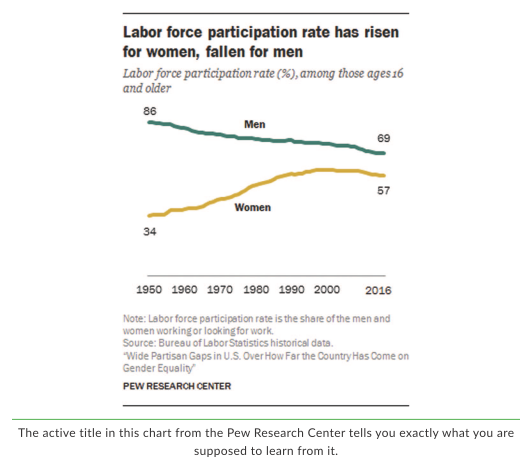 Labor force participation rate has risen
for women, fallen for men
Labor force participation rate (%), among those ages 16
and older
86
Men
69
57
Women
34
1950 1960 1970 1980 1990 2000 2016
Note: Labor force participation rate is the share of the men and
women working or looking for work.
Source: Bureau of Labor Statistics historical data.
“Wide Partisan Gaps in U.S. Over How Far the Country Has Come on
Gender Equality”
PEW RESEARCH CENTER
The active title in this chart from the Pew Research Center tells you exactly what you are
supposed to learn from it.